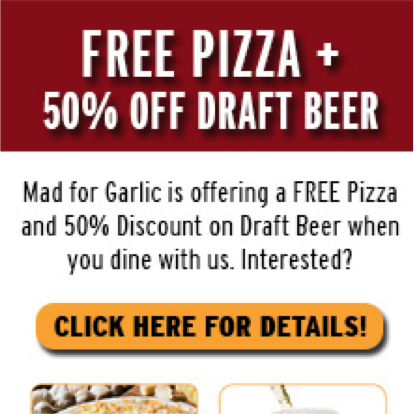 FREE PIZZA +
50% OFF DRAFT BEER
Mad for Garlic is offering a FREE Pizza
and 50% Discount on Draft Beer when
you dine with us. Interested?
CLICK HERE FOR DETAILS!